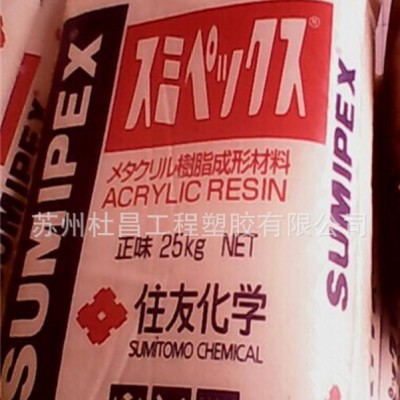 スミペックス®
メタクリル樹脂成形材料
ACRYLIC RESIN
苏州杜昌工程塑胶有限公司
正味 25kg NET
住友化学
SUMITOMO CHEMICAL
SUMIPEX
SUMIPEX®
SUMIPEX